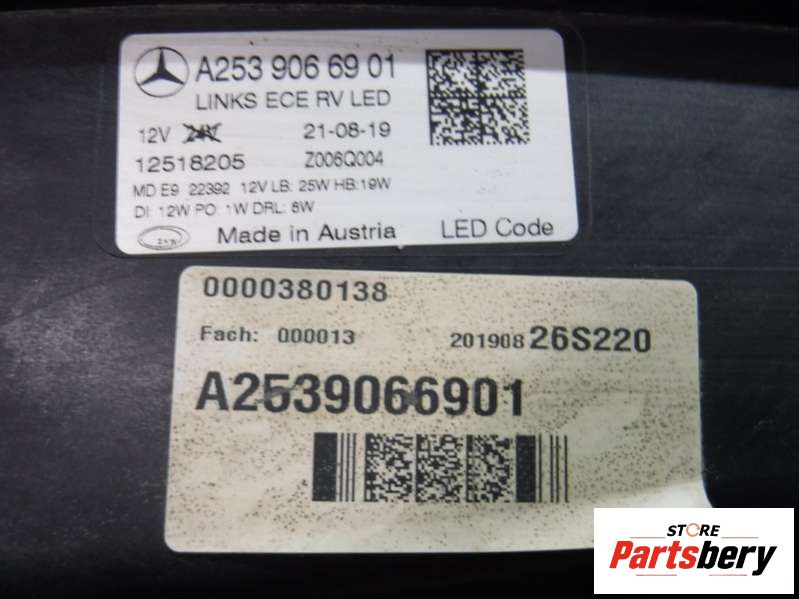 A253 906 69 01
LINKS ECE RV LED
12V 24V 21-08-19
12518205 Z006Q004
MD E9 22392 12V LB: 25W HB:19W
DI: 12W PO: 1W DRL: 6W
ZKW Made in Austria LED Code
0000380138
Fach: 000013 201908 26S220
A2539066901
STORE
Partsbery